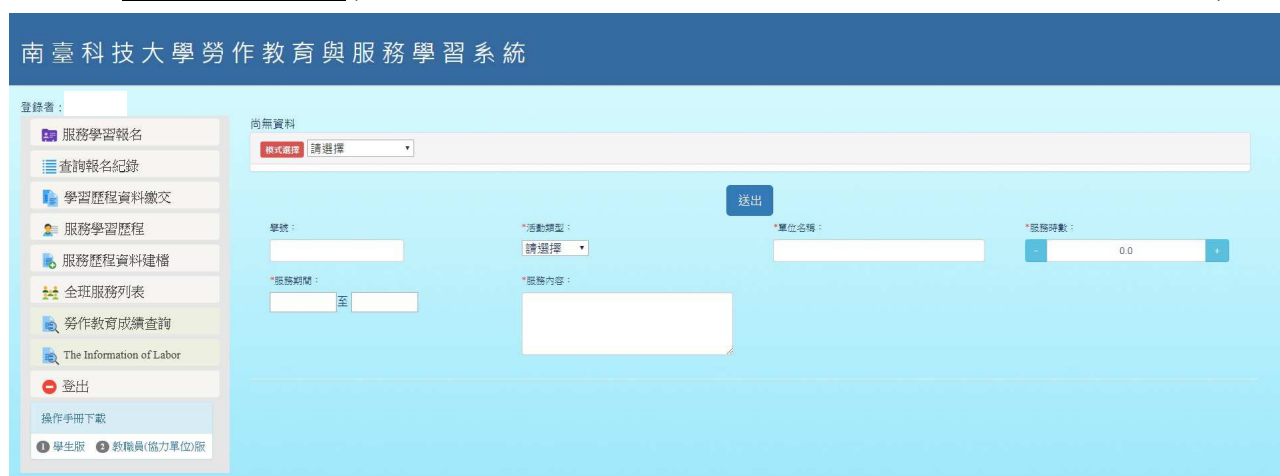 南臺科技大學勞作教育與服務學習系統
登錄者：
服務學習報名
查詢報名紀錄
學習歷程資料繳交
服務學習歷程
服務歷程資料建檔
全班服務列表
勞作教育成績查詢
The Information of Labor
登出
操作手冊下載
1 學生版 2 教職員(協力單位)版
尚無資料
模式選擇 請選擇
送出
學號： *活動類型： *單位名稱： *服務時數：
請選擇 - 0.0 +
*服務期間： *服務內容：
至